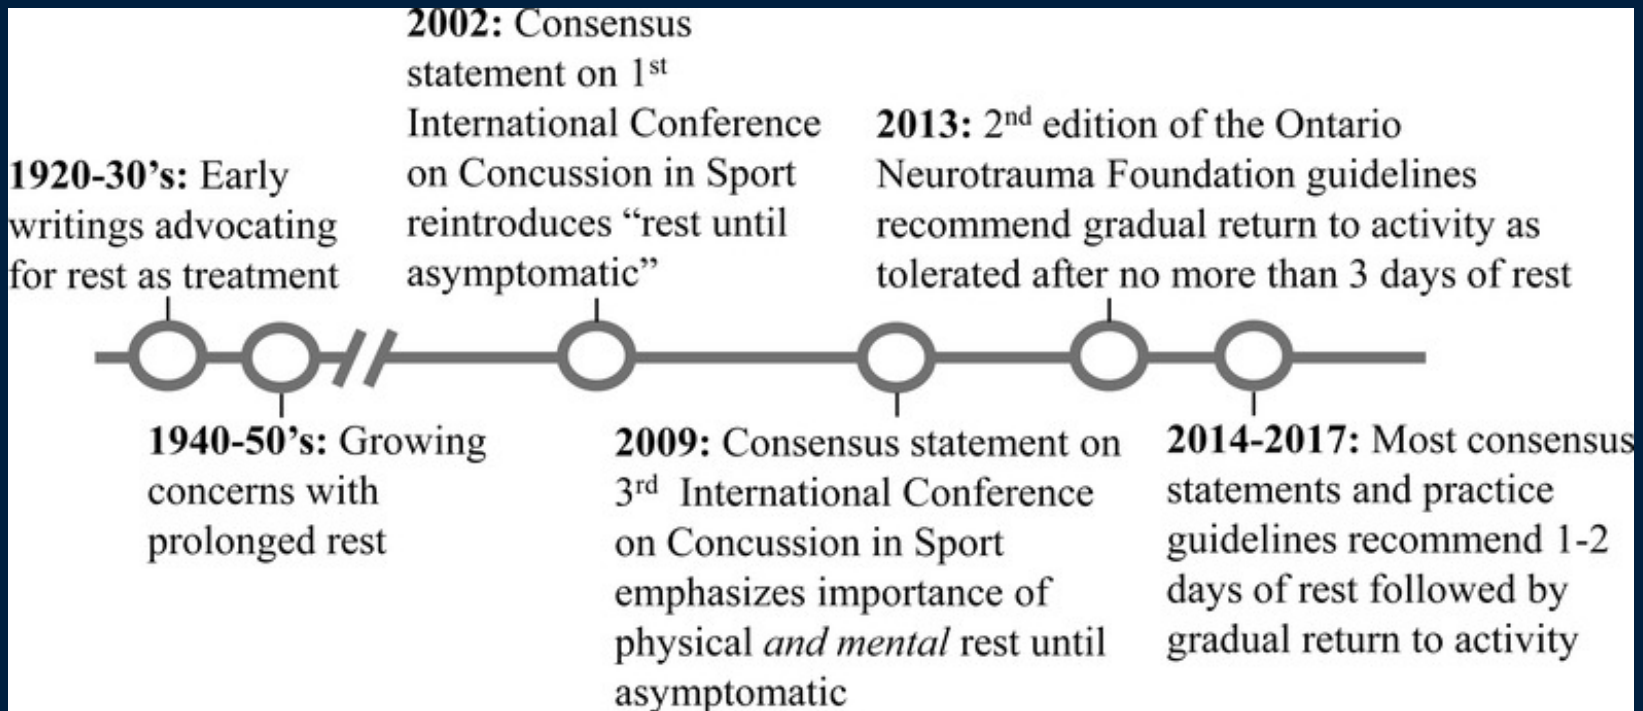 1920-30’s: Early
writings advocating
for rest as treatment
1940-50’s: Growing
concerns with
prolonged rest
2002: Consensus
statement on 1st
International Conference
on Concussion in Sport
reintroduces “rest until
asymptomatic”
2009: Consensus statement on
3rd International Conference
on Concussion in Sport
emphasizes importance of
physical and mental rest until
asymptomatic
2013: 2nd edition of the Ontario
Neurotrauma Foundation guidelines
recommend gradual return to activity as
tolerated after no more than 3 days of rest
2014-2017: Most consensus
statements and practice
guidelines recommend 1-2
days of rest followed by
gradual return to activity